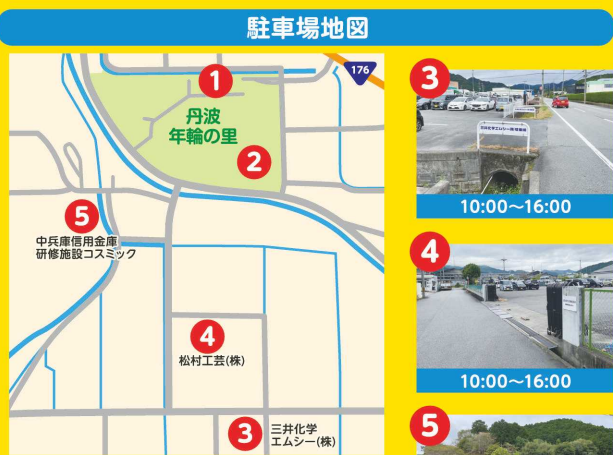 駐車場地図
176
1
丹波
年輪の里
2
5
中兵庫信用金庫
研修施設コスミック
4
松村工芸(株)
3
三井化学
エムシー(株)
3
10:00〜16:00
4
10:00〜16:00
5